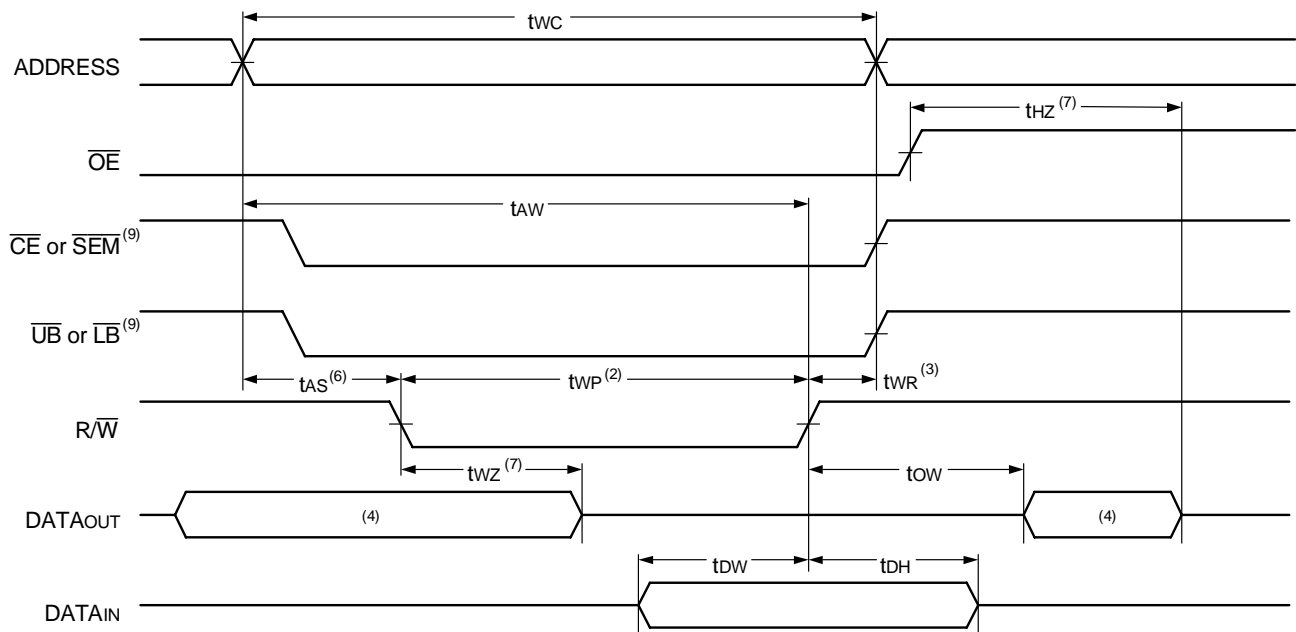 tWC
ADDRESS
tHZ (7)
OE
tAW
CE or SEM (9)
UB or LB (9)
tAS (6)
tWP (2)
tWR (3)
R/W
tWZ (7)
tOW
DATAOUT
(4)
(4)
tDW
tDH
DATAIN